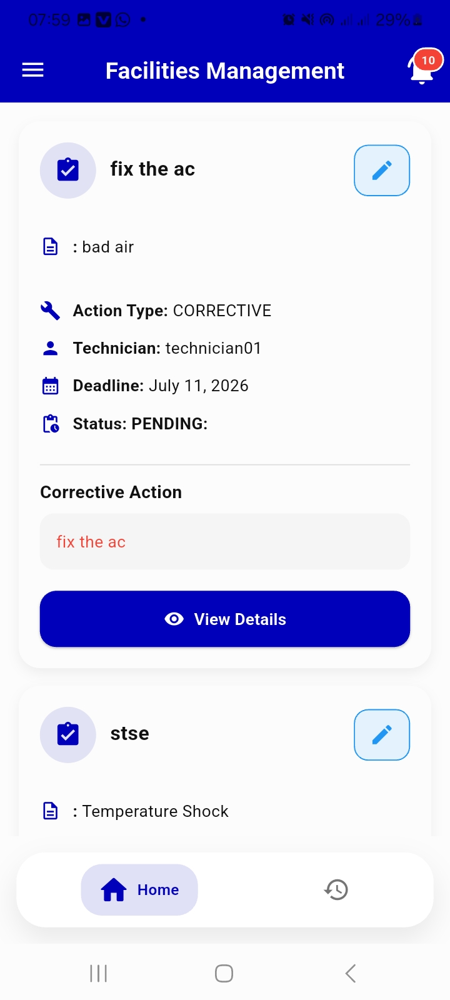 07:59
29%
Facilities Management
10
fix the ac
: bad air
Action Type: CORRECTIVE
Technician: technician01
Deadline: July 11, 2026
Status: PENDING:
Corrective Action
fix the ac
View Details
stse
: Temperature Shock
Home